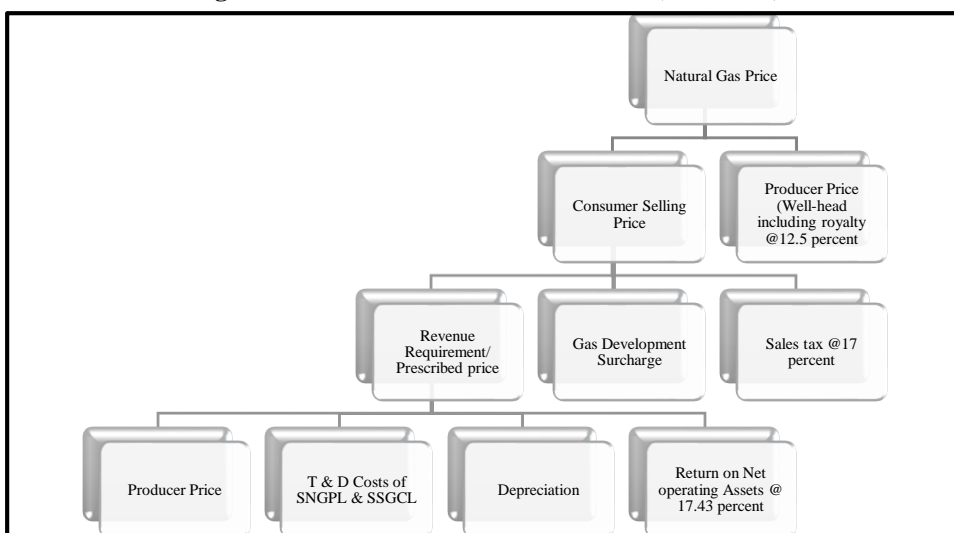 Natural Gas Price
Consumer Selling
Price
Producer Price
(Well-head
including royalty
@12.5 percent
Revenue
Requirement/
Prescribed price
Gas Development
Surcharge
Sales tax @17
percent
Producer Price
T & D Costs of
SNGPL & SSGCL
Depreciation
Return on Net
operating Assets @
17.43 percent